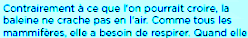 Contrairement à ce que l'on pourrait croire, la
baleine ne crache pas en l'air. Comme tous les
mammifères, elle a besoin de respirer. Quand elle